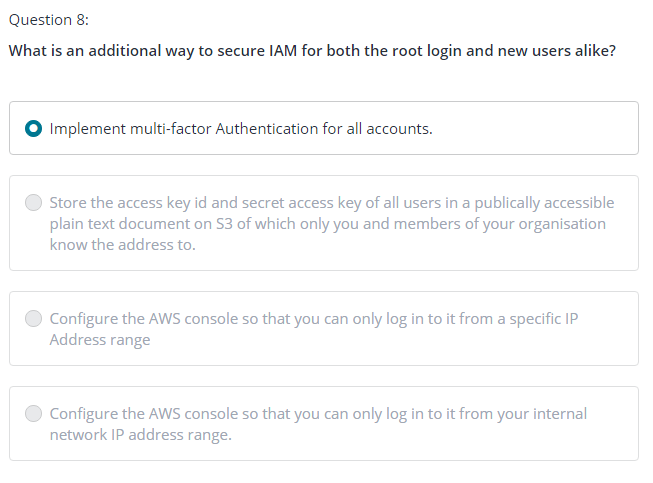 Question 8:
What is an additional way to secure IAM for both the root login and new users alike?
Implement multi-factor Authentication for all accounts.
Store the access key id and secret access key of all users in a publically accessible
plain text document on S3 of which only you and members of your organisation
know the address to.
Configure the AWS console so that you can only log in to it from a specific IP
Address range
Configure the AWS console so that you can only log in to it from your internal
network IP address range.